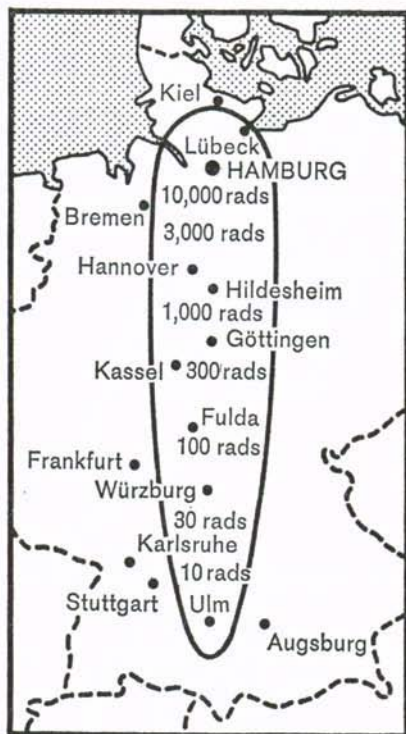 Kiel
Lübeck
HAMBURG
10,000 rads
Bremen
3,000 rads
Hannover
Hildesheim
1,000 rads
Göttingen
Kassel
300 rads
Fulda
100 rads
Frankfurt
Würzburg
30 rads
Karlsruhe
10 rads
Stuttgart
Ulm
Augsburg